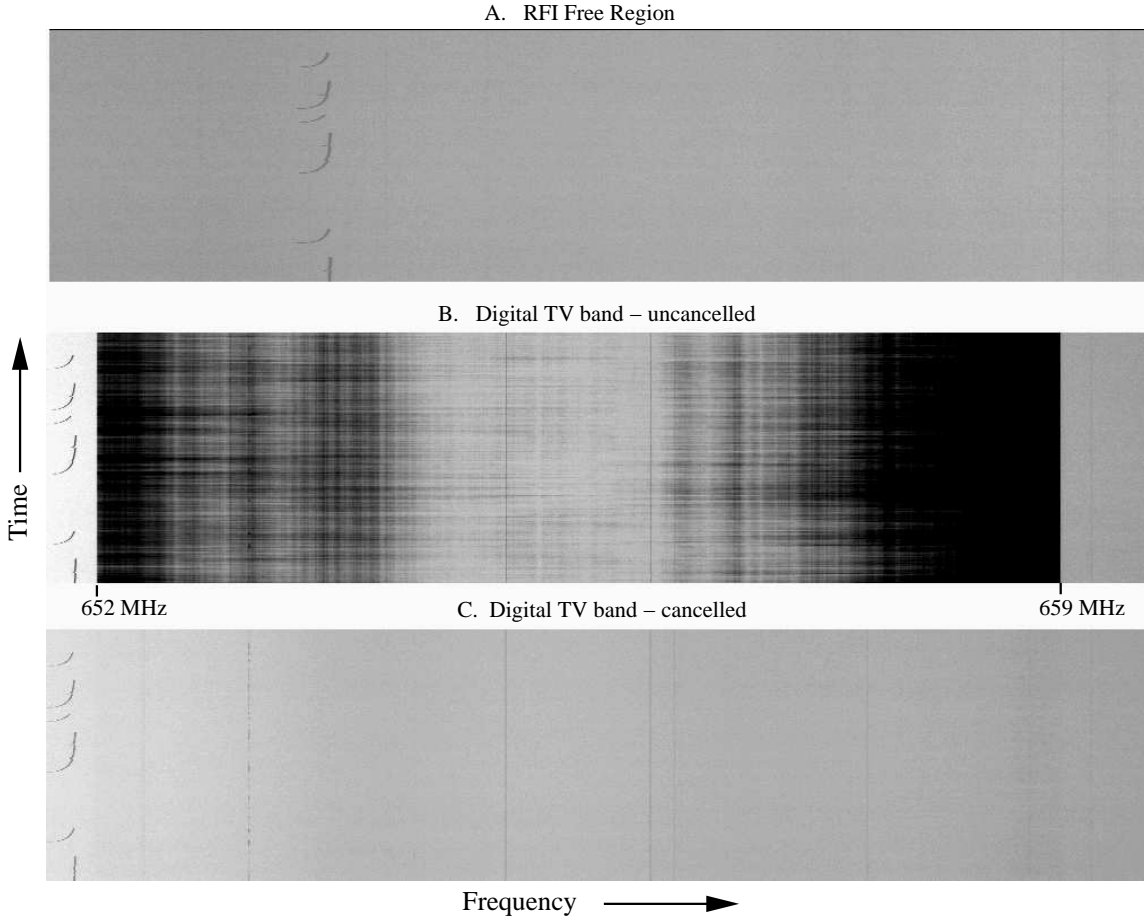 A. RFI Free Region
B. Digital TV band – uncancelled
Time
652 MHz
659 MHz
C. Digital TV band – cancelled
Frequency